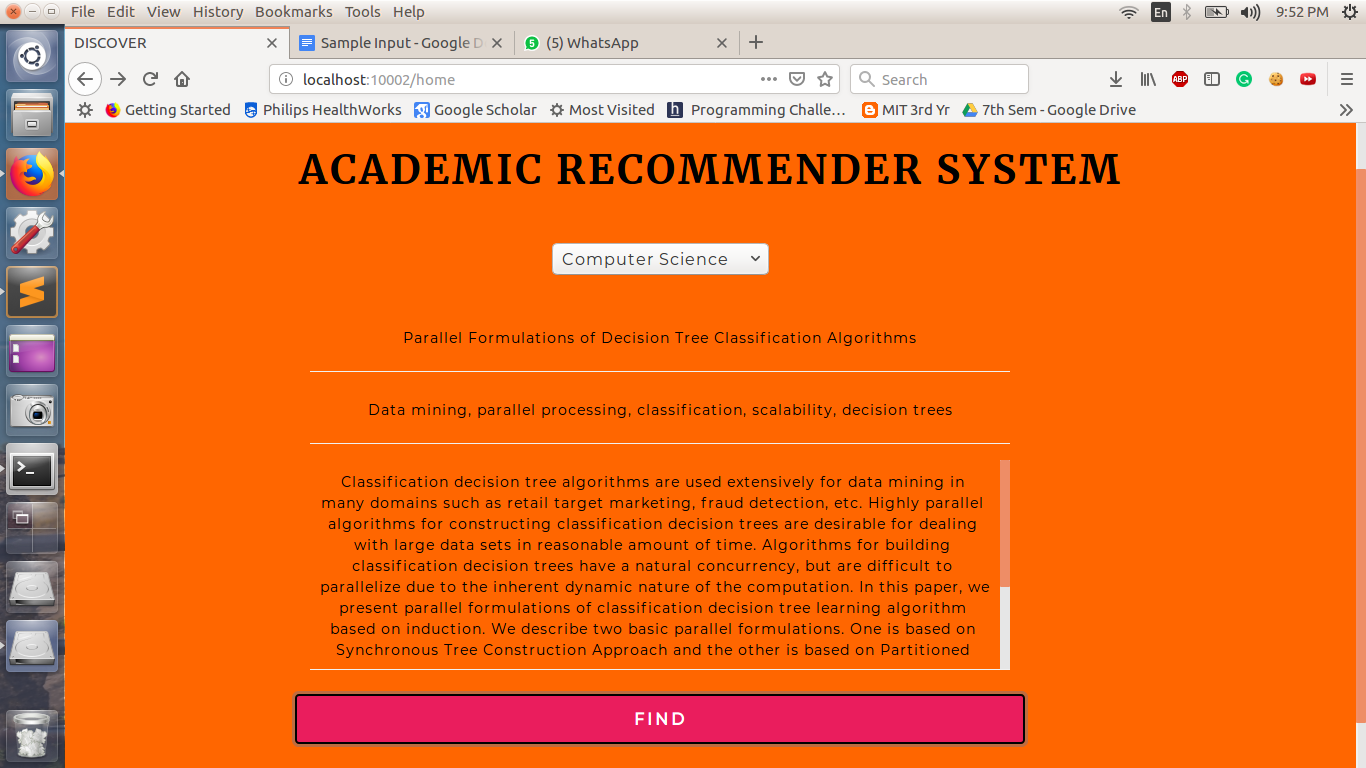 File Edit View History Bookmarks Tools Help
En
9:52 PM
DISCOVER
Sample Input - Google D
5
(5) WhatsApp
localhost:10002/home
Search
ABP
Getting Started
Philips HealthWorks
Google Scholar
Most Visited
h
Programing Challe...
MIT 3rd Yr
7th Sem - Google Drive
ACADEMIC RECOMMENDER SYSTEM
Computer Science
Parallel Formulations of Decision Tree Classification Algorithms
Data mining, parallel processing, classification, scalability, decision trees
Classification decision tree algorithms are used extensively for data mining in
many domains such as retail target marketing, fraud detection, etc. Highly parallel
algorithms for constructing classification decision trees are desirable for dealing
with large data sets in reasonable amount of time. Algorithms for building
classification decision trees have a natural concurrency, but are difficult to
parallelize due to the inherent dynamic nature of the computation. In this paper, we
present parallel formulations of classification decision tree learning algorithm
based on induction. We describe two basic parallel formulations. One is based on
Synchronous Tree Construction Approach and the other is based on Partitioned
FIND